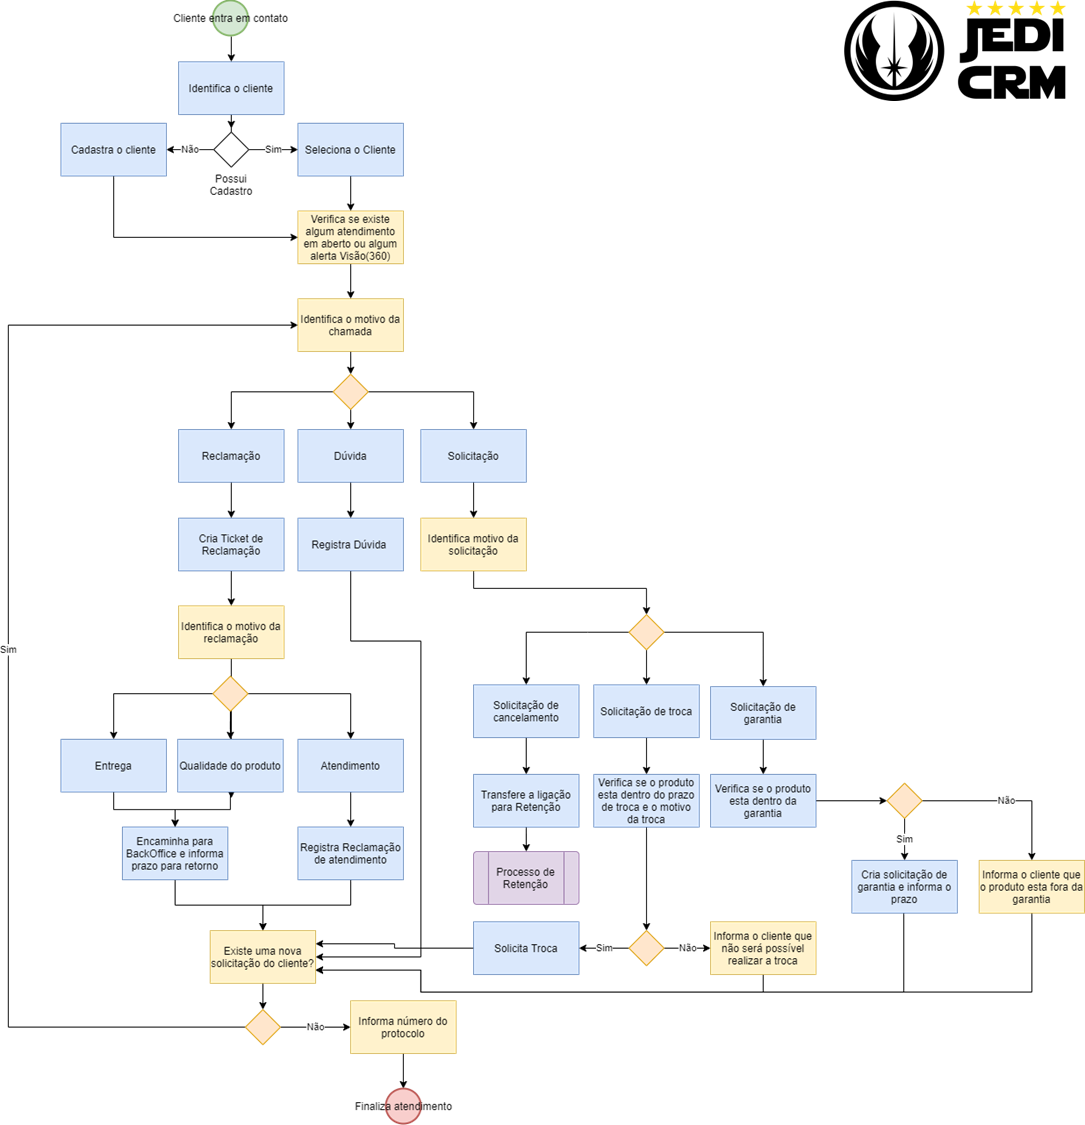 Cliente entra em contato
JEDI
CRM
Identifica o cliente
Cadastra o cliente
Não
Sim
Seleciona o Cliente
Possui
Cadastro
Verifica se existe
algum atendimento
em aberto ou algum
alerta Visão(360)
Identifica o motivo da
chamada
Reclamação
Dúvida
Solicitação
Cria Ticket de
Reclamação
Registra Dúvida
Identifica motivo da
solicitação
Identifica o motivo da
reclamação
Sim
Solicitação de
cancelamento
Solicitação de troca
Solicitação de
garantia
Entrega
Qualidade do produto
Atendimento
Transfere a ligação
para Retenção
Verifica se o produto
esta dentro do prazo
de troca e o motivo
da troca
Verifica se o produto
esta dentro da
garantia
Não
Sim
Encaminha para
BackOffice e informa
prazo para retorno
Registra Reclamação
de atendimento
Processo de
Retenção
Cria solicitação de
garantia e informa o
prazo
Informa o cliente que
o produto esta fora da
garantia
Existe uma nova
solicitação do cliente?
Solicita Troca
Sim
Não
Informa o cliente que
não será possível
realizar a troca
Não
Informa número do
protocolo
Finaliza atendimento